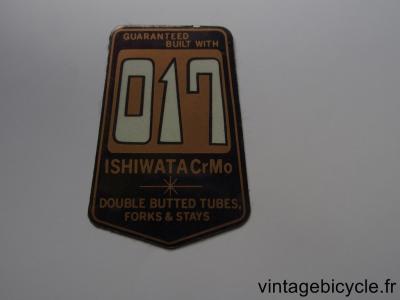 GUARANTEED
BUILT WITH
017
ISHIWATA CrMo
DOUBLE BUTTED TUBES,
FORKS & STAYS
vintagebicycle.fr